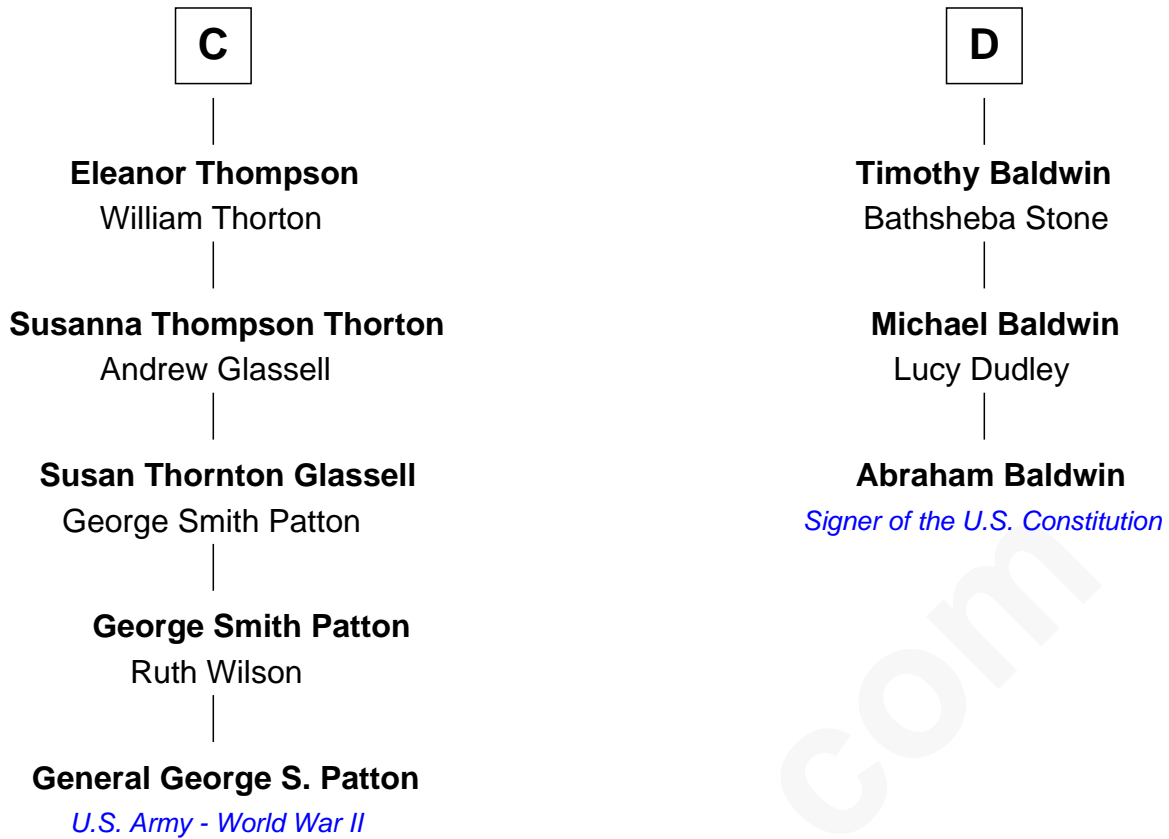 C
Eleanor Thompson
William Thorton
Susanna Thompson Thorton
Andrew Glassell
Susan Thornton Glassell
George Smith Patton
George Smith Patton
Ruth Wilson
General George S. Patton
U.S. Army - World War II
D
Timothy Baldwin
Bathsheba Stone
Michael Baldwin
Lucy Dudley
Abraham Baldwin
Signer of the U.S. Constitution
com